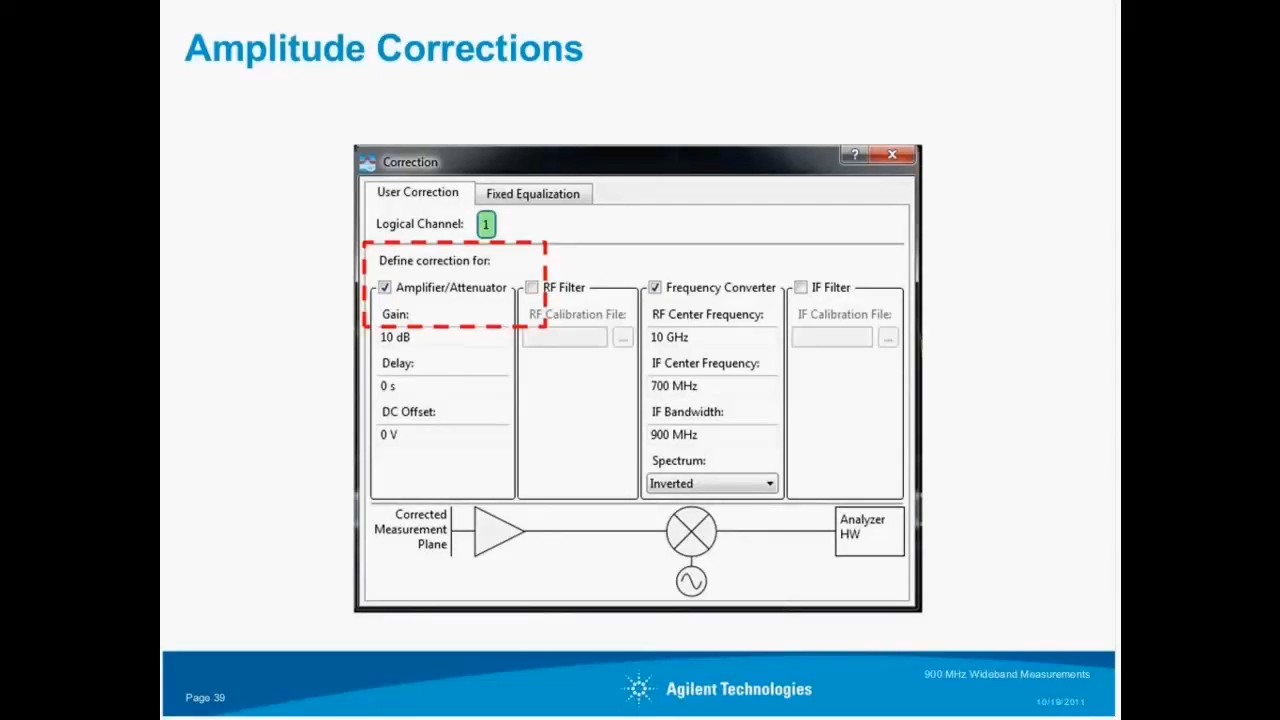 Amplitude Corrections
Correction
?
User Correction
Fixed Equalization
Logical Channel:
1
Define correction for:
Amplifier/Attenuator
Gain:
10 dB
Delay:
0 s
DC Offset:
0 V
RF Filter
RF Calibration File:
...
Frequency Converter
RF Center Frequency:
10 GHz
IF Center Frequency:
700 MHz
IF Bandwidth:
900 MHz
Spectrum:
Inverted
IF Filter
IF Calibration File:
...
Corrected
Measurement
Plane
Analyzer
HW
Page 39
Agilent Technologies
900 MHz Wideband Measurements
10/19/2011